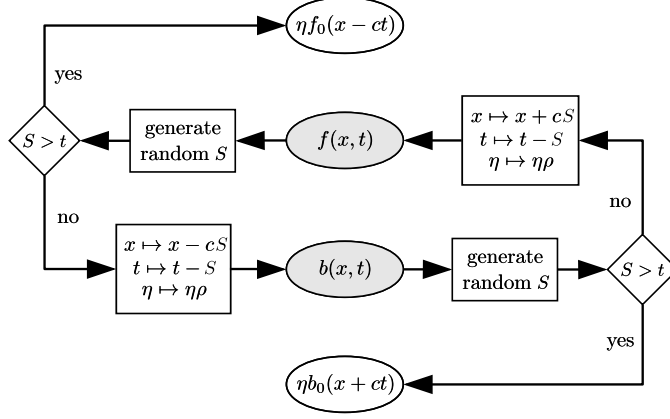 ηf₀(x − ct)
yes
S > t
generate
random S
f(x, t)
x ↦ x + cS
t ↦ t − S
η ↦ ηρ
no
no
x ↦ x − cS
t ↦ t − S
η ↦ ηρ
b(x, t)
generate
random S
S > t
yes
ηb₀(x + ct)